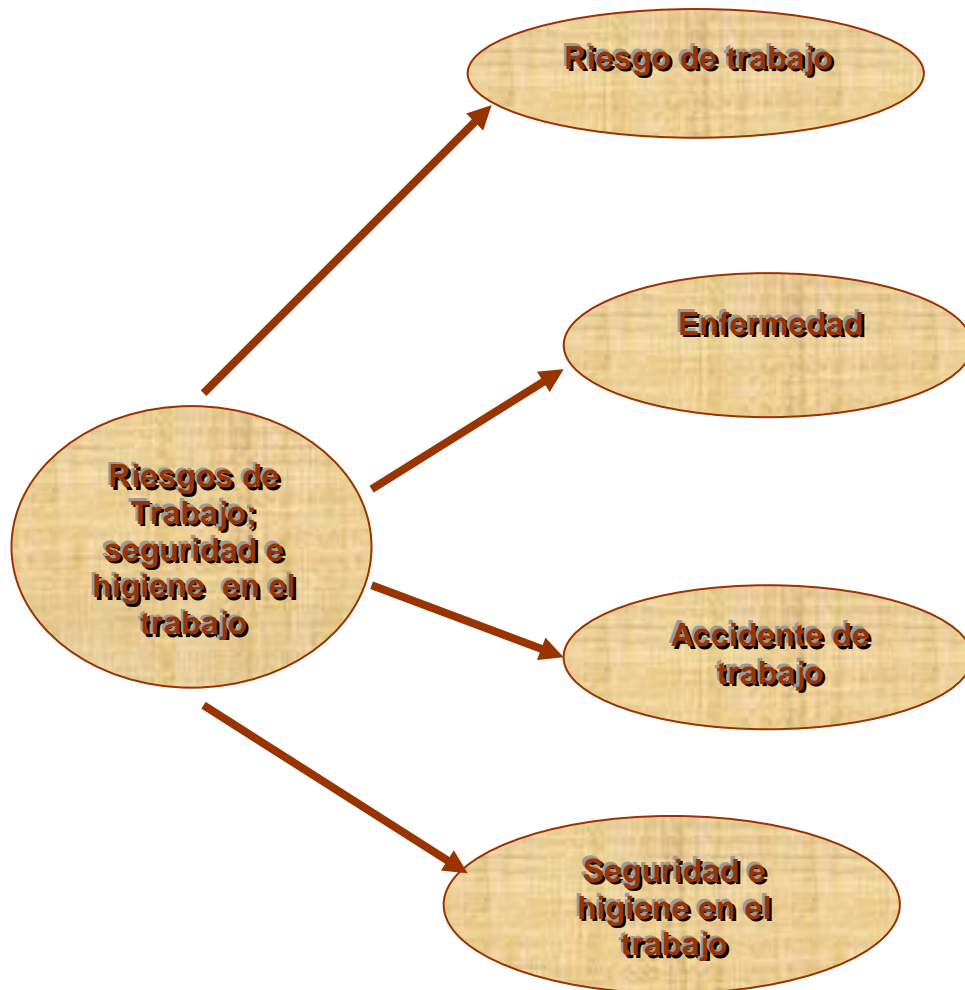 Riesgo de trabajo
Enfermedad
Riesgos de
Trabajo;
seguridad e
higiene en el
trabajo
Accidente de
trabajo
Seguridad e
higiene en el
trabajo